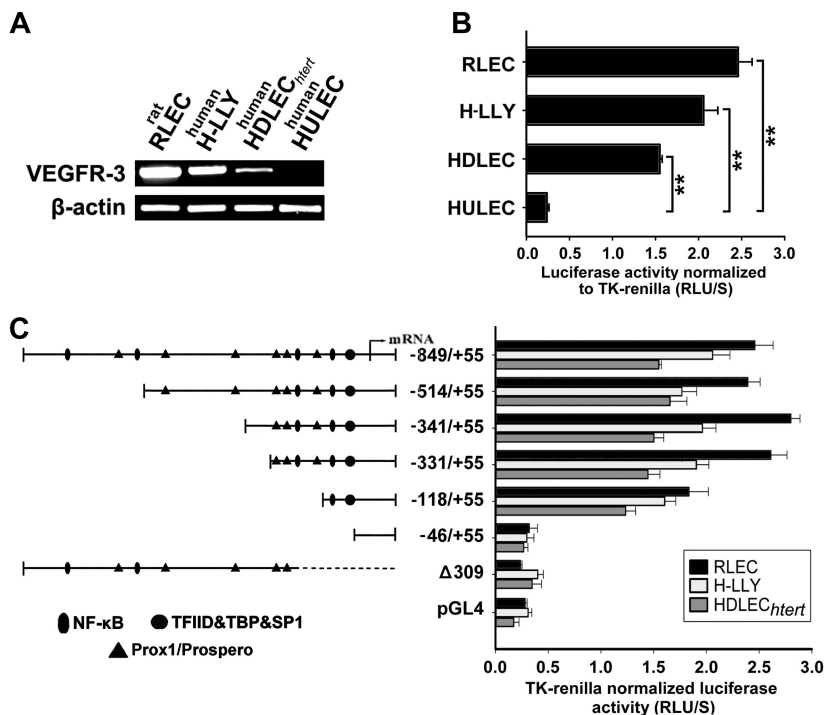 A
rat RLEC
human H-LLY
human HDLEChtert
human HULEC
VEGFR-3
β-actin
B
RLEC
H-LLY
HDLEC
HULEC
**
**
**
0.0 0.5 1.0 1.5 2.0 2.5 3.0
Luciferase activity normalized
to TK-renilla (RLU/S)
C
mRNA
-849/+55
-514/+55
-341/+55
-331/+55
-118/+55
-46/+55
Δ309
pGL4
NF-κB
TFIID&TBP&SP1
Prox1/Prospero
RLEC
H-LLY
HDLEChtert
0.0 0.5 1.0 1.5 2.0 2.5 3.0
TK-renilla normalized luciferase
activity (RLU/S)